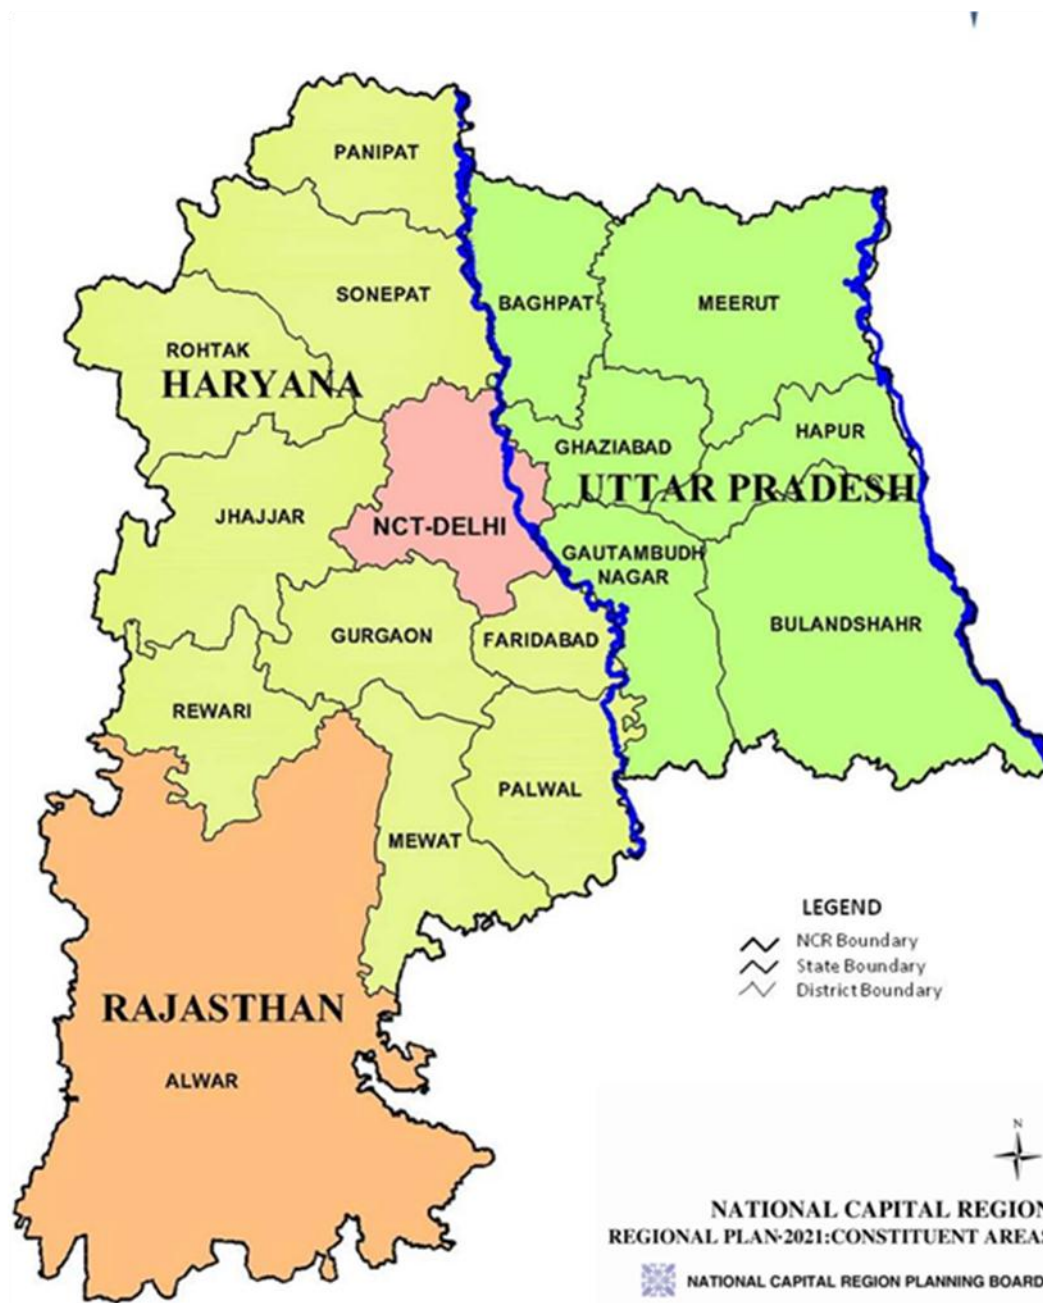 PANIPAT
SONEPAT
BAGHPAT
MEERUT
ROHTAK
HARYANA
HAPUR
GHAZIABAD
UTTAR PRADESH
JHAJJAR
NCT-DELHI
GAUTAMBUDH
NAGAR
BULANDSHAHR
GURGAON
FARIDABAD
REWARI
PALWAL
MEWAT
LEGEND
NCR Boundary
State Boundary
District Boundary
RAJASTHAN
ALWAR
N
NATIONAL CAPITAL REGION
REGIONAL PLAN-2021:CONSTITUENT AREAS
NATIONAL CAPITAL REGION PLANNING BOARD